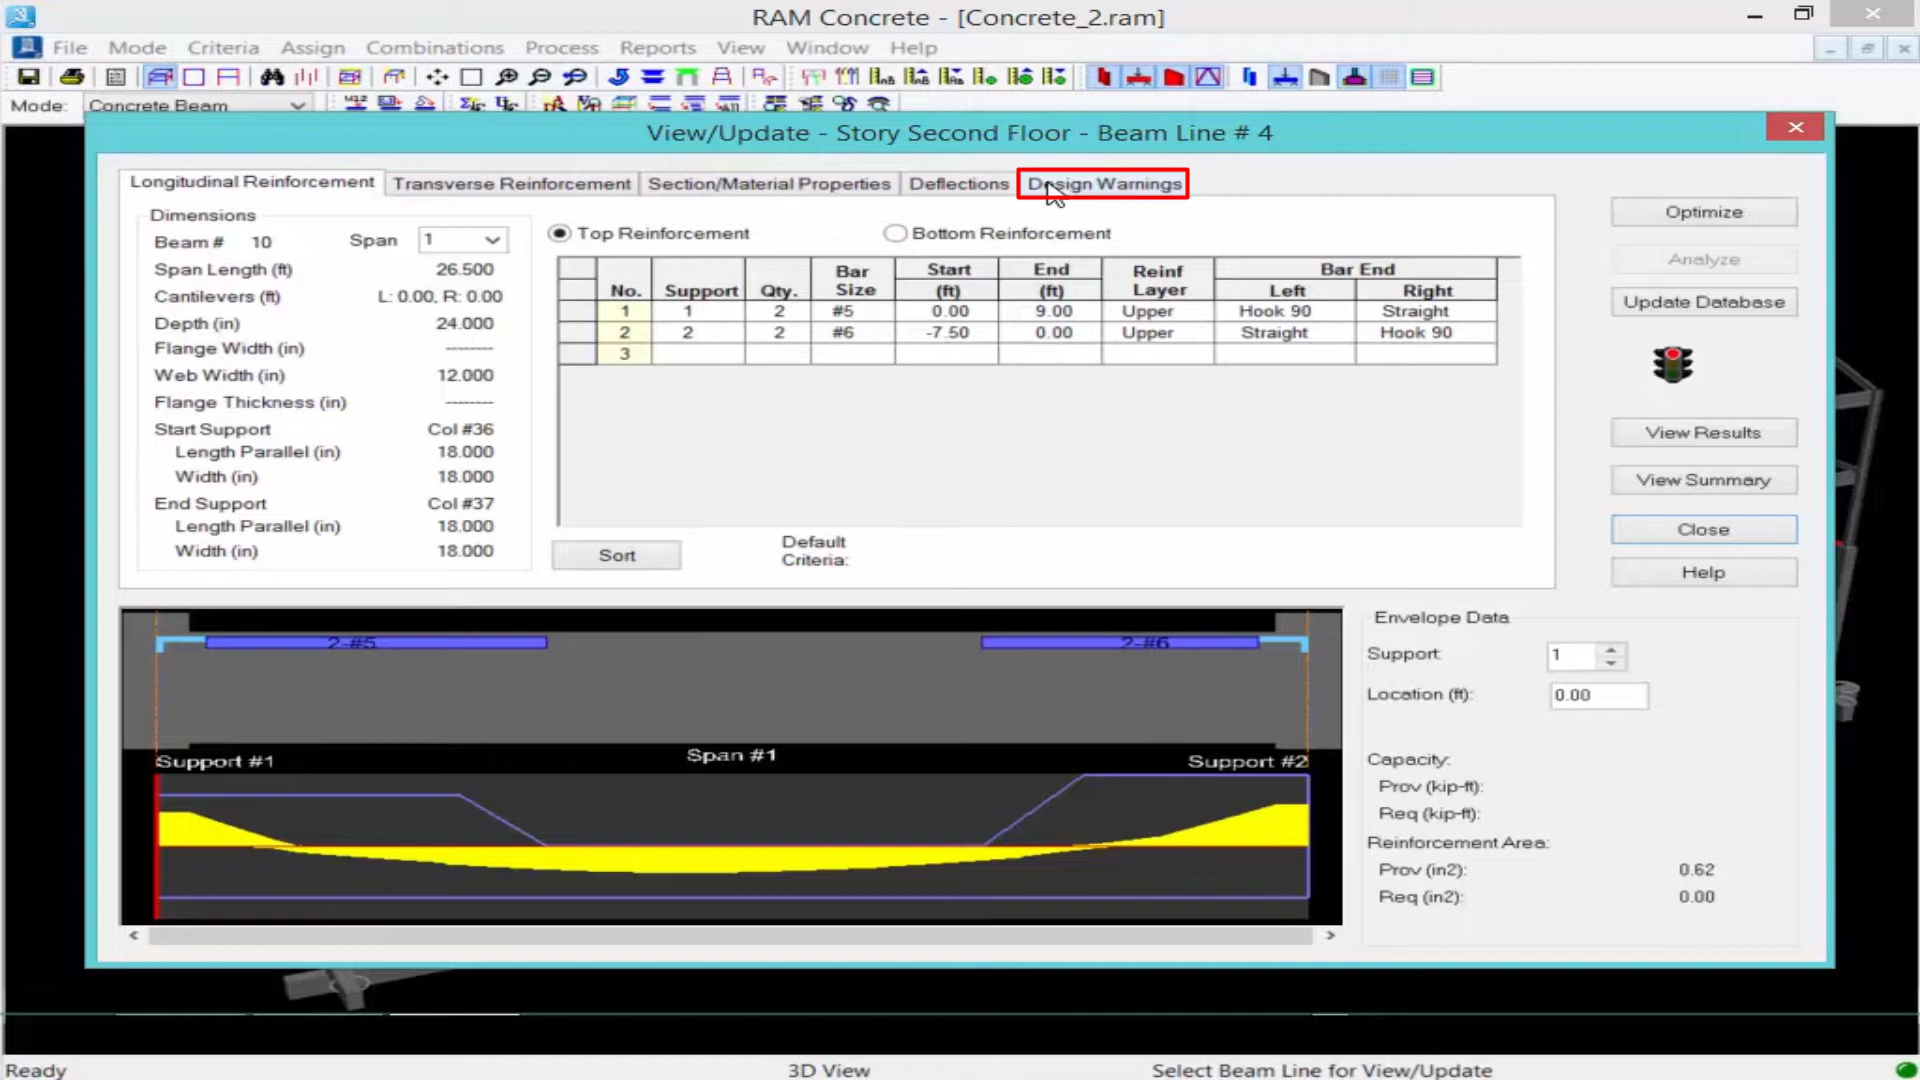 RAM Concrete - [Concrete_2.ram]
File Mode Criteria Assign Combinations Process Reports View Window Help
Mode: Concrete Beam
View/Update - Story Second Floor - Beam Line # 4
Longitudinal Reinforcement Transverse Reinforcement Section/Material Properties Deflections Design Warnings
Dimensions
Beam # 10 Span 1
Span Length (ft) 26.500
Cantilevers (ft) L: 0.00, R: 0.00
Depth (in) 24.000
Flange Width (in) --------
Web Width (in) 12.000
Flange Thickness (in) --------
Start Support Col #36
Length Parallel (in) 18.000
Width (in) 18.000
End Support Col #37
Length Parallel (in) 18.000
Width (in) 18.000
Top Reinforcement Bottom Reinforcement
No. Support Qty. Bar Size Start (ft) End (ft) Reinf Layer Bar End Left Right
1 1 2 #5 0.00 9.00 Upper Hook 90 Straight
2 2 2 #6 -7.50 0.00 Upper Straight Hook 90
3
Sort
Default
Criteria:
Optimize
Analyze
Update Database
View Results
View Summary
Close
Help
2-#5 2-#6
Support #1 Span #1 Support #2
Envelope Data
Support: 1
Location (ft): 0.00
Capacity:
Prov (kip-ft):
Req (kip-ft):
Reinforcement Area:
Prov (in2): 0.62
Req (in2): 0.00
Ready 3D View Select Beam Line for View/Update